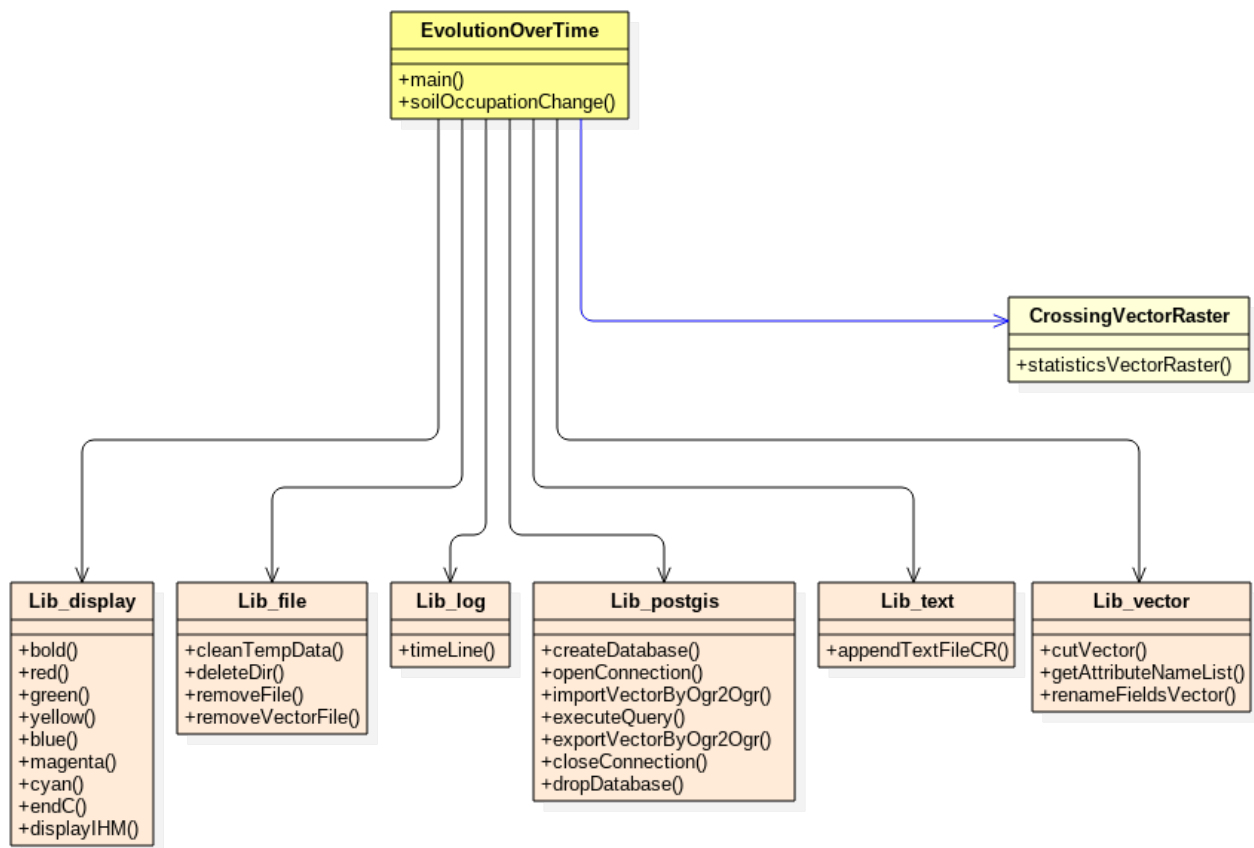 EvolutionOverTime
+main()
+soilOccupationChange()
CrossingVectorRaster
+statisticsVectorRaster()
Lib_display
+bold()
+red()
+green()
+yellow()
+blue()
+magenta()
+cyan()
+endC()
+displayIHM()
Lib_file
+cleanTempData()
+deleteDir()
+removeFile()
+removeVectorFile()
Lib_log
+timeLine()
Lib_postgis
+createDatabase()
+openConnection()
+importVectorByOgr2Ogr()
+executeQuery()
+exportVectorByOgr2Ogr()
+closeConnection()
+dropDatabase()
Lib_text
+appendTextFileCR()
Lib_vector
+cutVector()
+getAttributeNameList()
+renameFieldsVector()